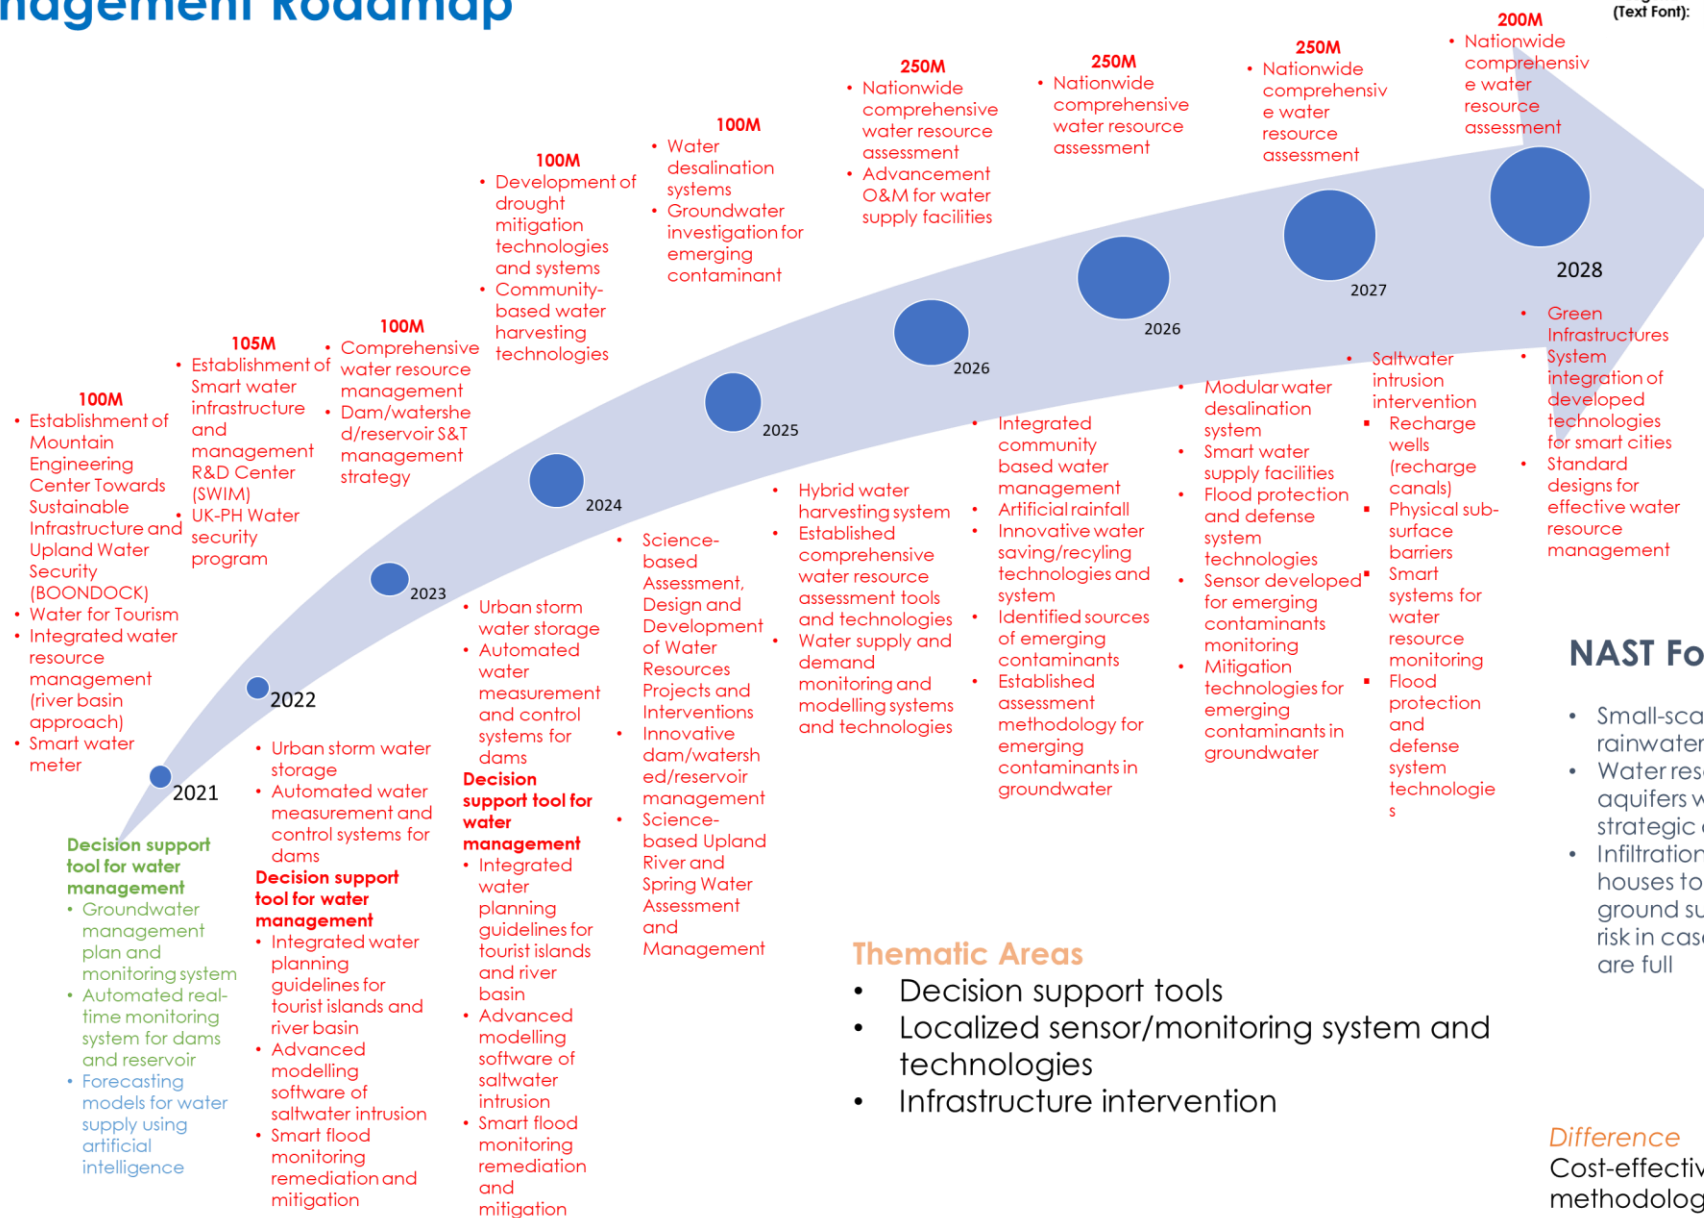 nagement Roadmap
(Text Font):
100M
• Establishment of
Mountain
Engineering
Center Towards
Sustainable
Infrastructure and
Upland Water
Security
(BOONDOCK)
• Water for Tourism
• Integrated water
resource
management
(river basin
approach)
• Smart water
meter
105M
• Establishment of
Smart water
infrastructure
and
management
R&D Center
(SWIM)
• UK-PH Water
security
program
100M
• Comprehensive
water resource
management
• Dam/watershe
d/reservoir S&T
management
strategy
100M
• Development of
drought
mitigation
technologies
and systems
• Community-
based water
harvesting
technologies
100M
• Water
desalination
systems
• Groundwater
investigation for
emerging
contaminant
250M
• Nationwide
comprehensive
water resource
assessment
• Advancement
O&M for water
supply facilities
250M
• Nationwide
comprehensive
water resource
assessment
250M
• Nationwide
comprehensiv
e water
resource
assessment
200M
• Nationwide
comprehensiv
e water
resource
assessment
2021
2022
2023
2024
2025
2026
2026
2027
2028
Decision support
tool for water
management
• Groundwater
management
plan and
monitoring system
• Automated real-
time monitoring
system for dams
and reservoir
• Forecasting
models for water
supply using
artificial
intelligence
• Urban storm water
storage
• Automated water
measurement and
control systems for
dams
Decision support
tool for water
management
• Integrated water
planning
guidelines for
tourist islands and
river basin
• Advanced
modelling
software of
saltwater intrusion
• Smart flood
monitoring
remediation and
mitigation
• Urban storm
water storage
• Automated
water
measurement
and control
systems for
dams
Decision
support tool for
water
management
• Integrated
water
planning
guidelines for
tourist islands
and river
basin
• Advanced
modelling
software of
saltwater
intrusion
• Smart flood
monitoring
remediation
and
mitigation
• Science-
based
Assessment,
Design and
Development
of Water
Resources
Projects and
Interventions
• Innovative
dam/watersh
ed/reservoir
management
• Science-
based Upland
River and
Spring Water
Assessment
and
Management
• Hybrid water
harvesting system
• Established
comprehensive
water resource
assessment tools
and technologies
• Water supply and
demand
monitoring and
modelling systems
and technologies
• Integrated
community
based water
management
• Artificial rainfall
• Innovative water
saving/recyling
technologies and
system
• Identified sources
of emerging
contaminants
• Established
assessment
methodology for
emerging
contaminants in
groundwater
• Modular water
desalination
system
• Smart water
supply facilities
• Flood protection
and defense
system
technologies
• Sensor developed
for emerging
contaminants
monitoring
• Mitigation
technologies for
emerging
contaminants in
groundwater
• Saltwater
intrusion
intervention
▪ Recharge
wells
(recharge
canals)
▪ Physical sub-
surface
barriers
▪ Smart
systems for
water
resource
monitoring
▪ Flood
protection
and
defense
system
technologie
s
• Green
Infrastructures
• System
integration of
developed
technologies
for smart cities
• Standard
designs for
effective water
resource
management
Thematic Areas
• Decision support tools
• Localized sensor/monitoring system and
technologies
• Infrastructure intervention
NAST Fo
• Small-sca
rainwater
• Water res
aquifers w
strategic
• Infiltration
houses to
ground su
risk in cas
are full
Difference
Cost-effectiv
methodolog